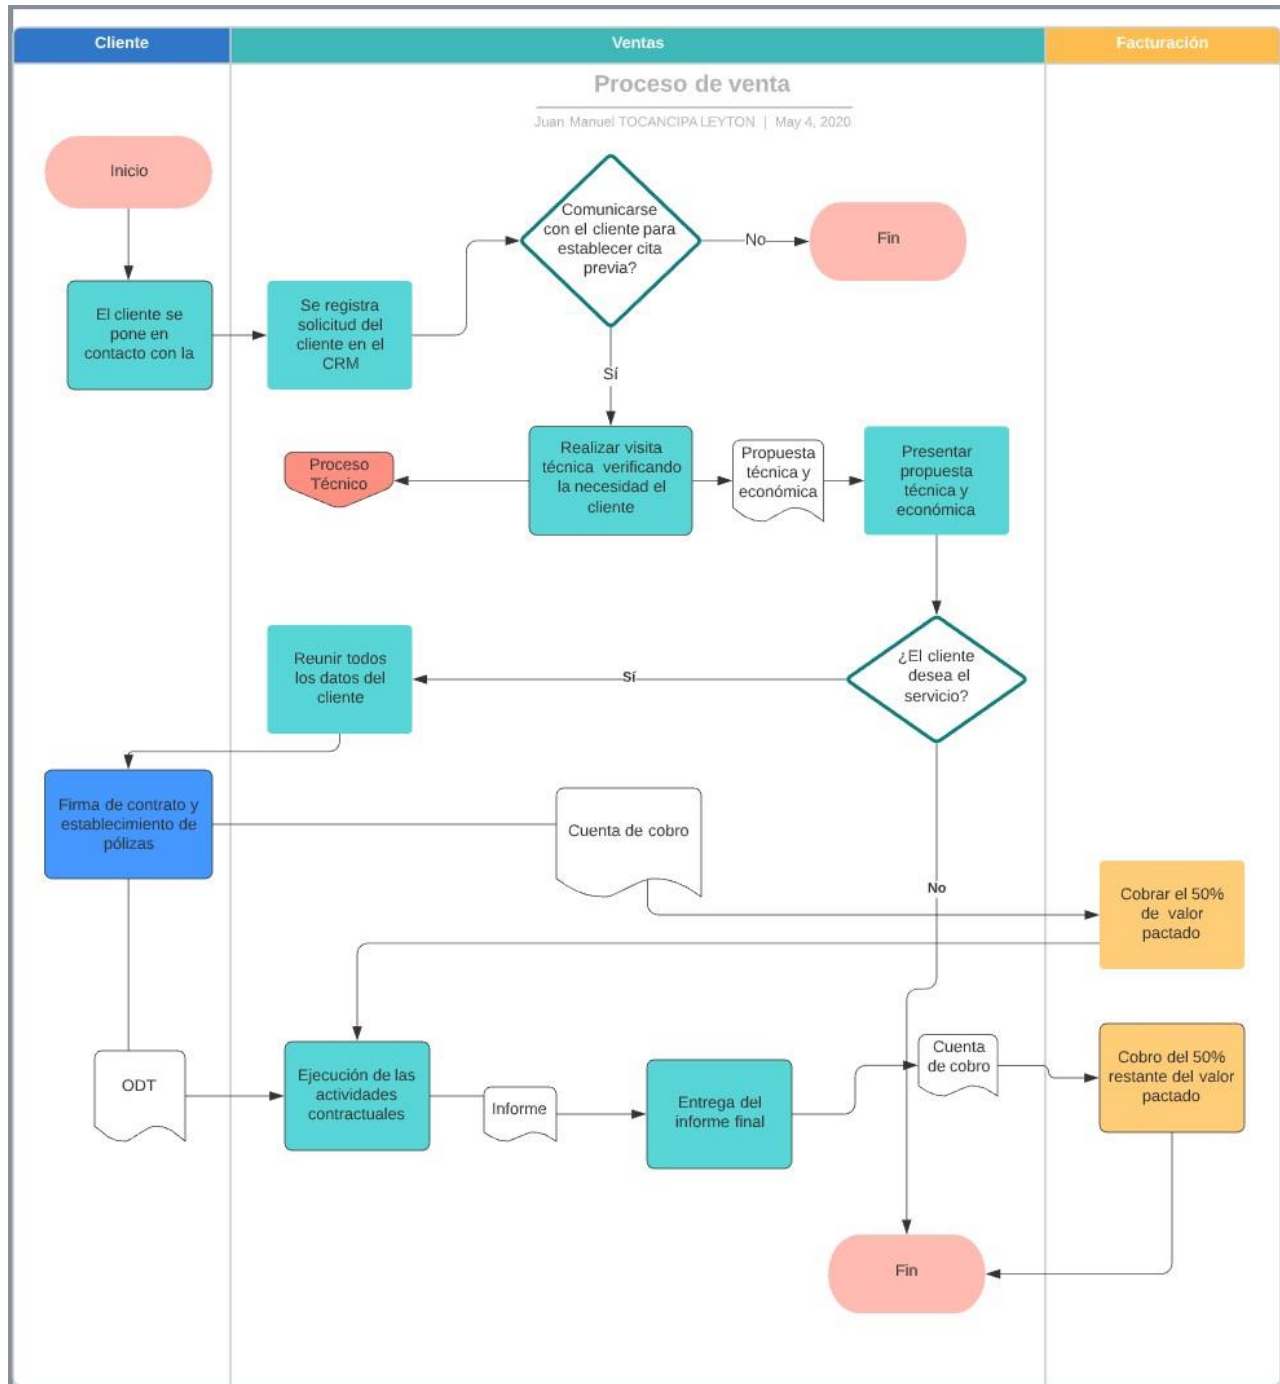 Cliente
Ventas
Facturación
Proceso de venta
Juan Manuel TOCANCIPA LEYTON | May 4, 2020
Inicio
Comunicarse
con el cliente para
establecer cita
previa?
No
Fin
El cliente se
pone en
contacto con la
Se registra
solicitud del
cliente en el
CRM
Sí
Proceso
Técnico
Realizar visita
técnica verificando
la necesidad el
cliente
Propuesta
técnica y
económica
Presentar
propuesta
técnica y
económica
Reunir todos
los datos del
cliente
Sí
¿El cliente
desea el
servicio?
Firma de contrato y
establecimiento de
pólizas
Cuenta de cobro
No
Cobrar el 50%
de valor
pactado
ODT
Ejecución de las
actividades
contractuales
Informe
Entrega del
informe final
Cuenta
de cobro
Cobro del 50%
restante del valor
pactado
Fin